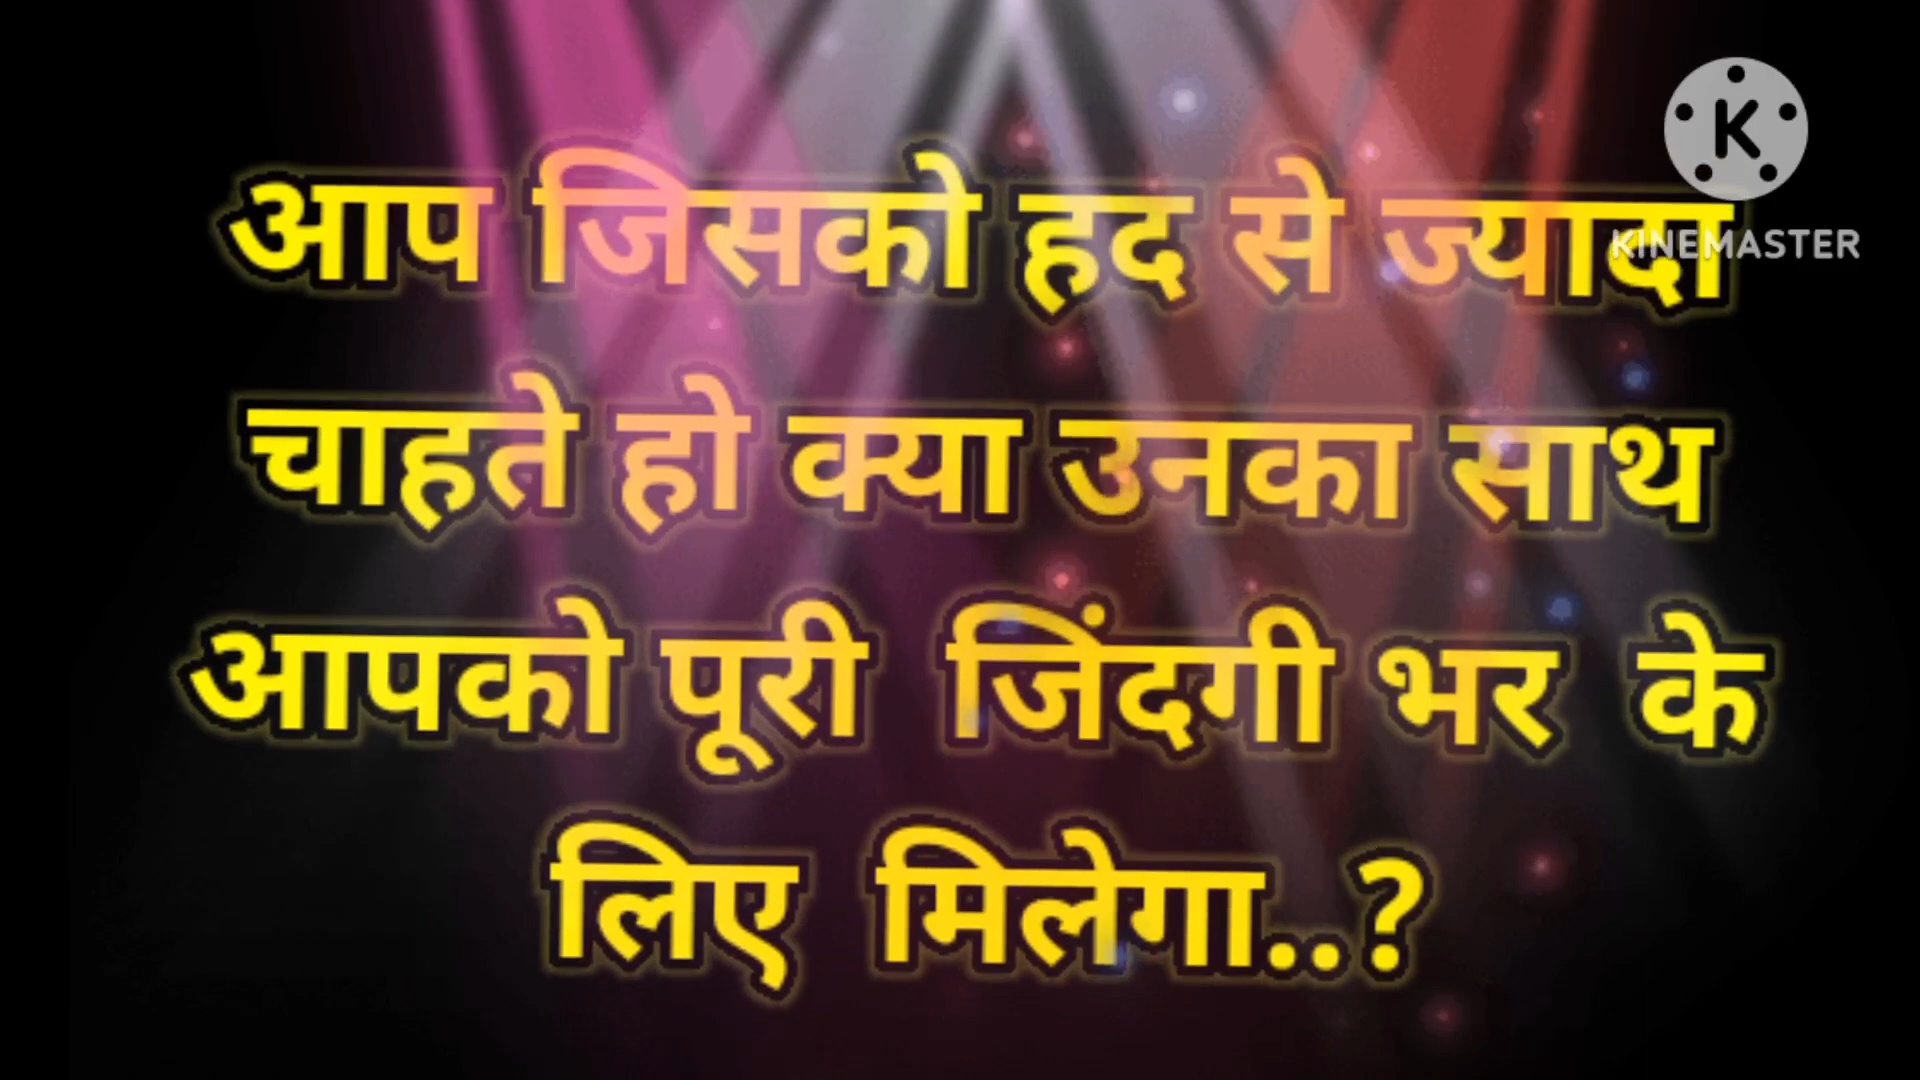 आप जिसको हद से ज्यादा
चाहते हो क्या उनका साथ
आपको पूरी जिंदगी भर के
लिए मिलेगा..?
K
KINEMASTER